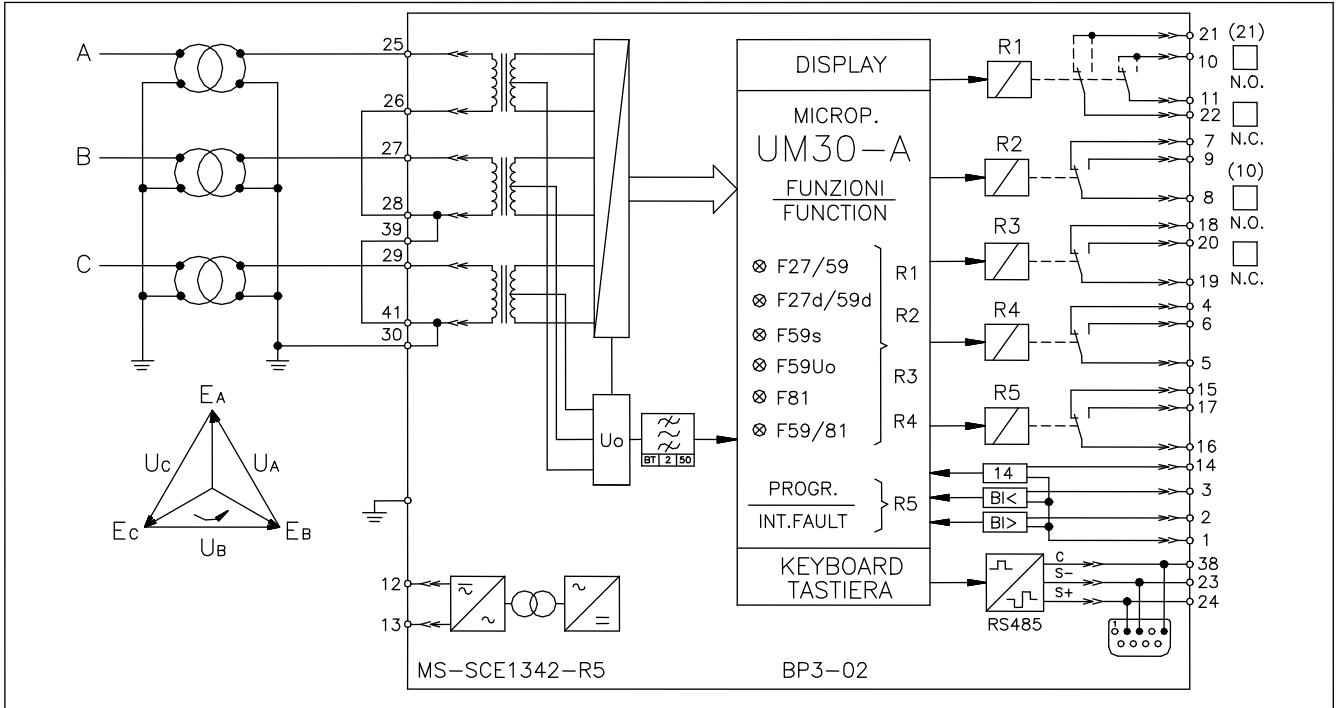 A
25
26
B
27
28
39
C
29
41
30
EA
UC
UA
EC
UB
EB
12
13
MS-SCE1342-R5
Uo
BT 2 50
DISPLAY
MICROP.
UM30-A
FUNZIONI
FUNCTION
F27/59
F27d/59d
F59s
F59Uo
F81
F59/81
R1
R2
R3
R4
PROGR.
INT.FAULT
R5
KEYBOARD
TASTIERA
BP3-02
R1
R2
R3
R4
R5
14
BI<
BI>
C
S-
S+
RS485
1
21 (21)
10
N.O.
11
22
N.C.
7
9
(10)
8
N.O.
18
20
19
N.C.
4
6
5
15
17
16
14
3
2
1
38
23
24